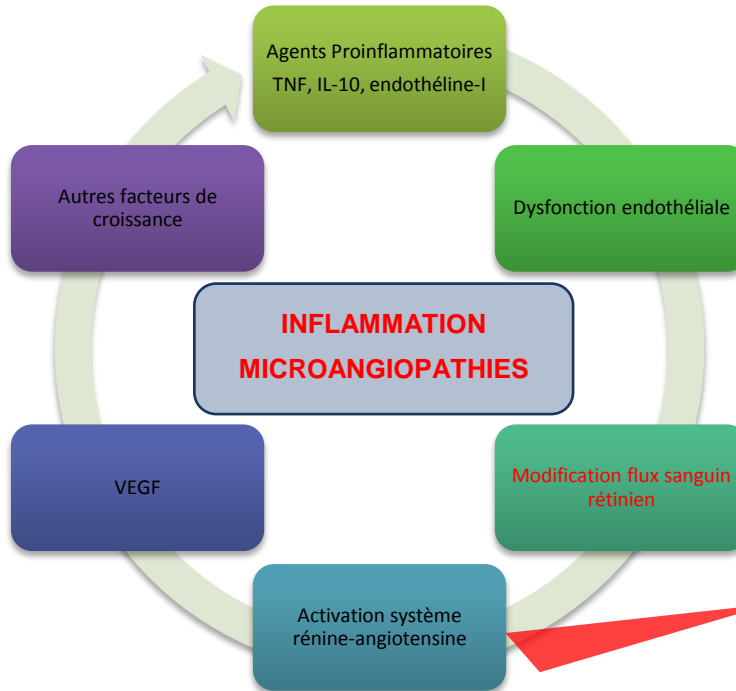 Agents Proinflammatoires
TNF, IL-10, endothéline-I
Dysfonction endothéliale
Modification flux sanguin
rétinien
Activation système
rénine-angiotensine
VEGF
Autres facteurs de
croissance
INFLAMMATION
MICROANGIOPATHIES